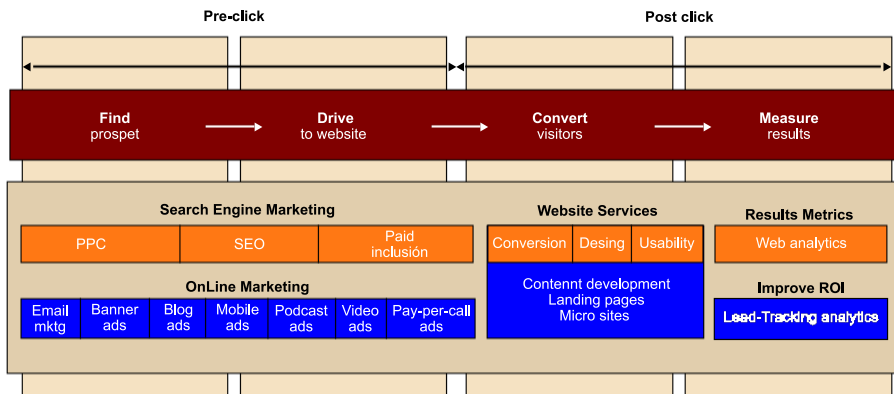 Pre-click
Post click
Find
prospet
Drive
to website
Convert
visitors
Measure
results
Search Engine Marketing
PPC
SEO
Paid
inclusión
OnLine Marketing
Email
mktg
Banner
ads
Blog
ads
Mobile
ads
Podcast
ads
Video
ads
Pay-per-call
ads
Website Services
Conversion
Desing
Usability
Contennt development
Landing pages
Micro sites
Results Metrics
Web analytics
Improve ROI
Lead-Tracking analytics